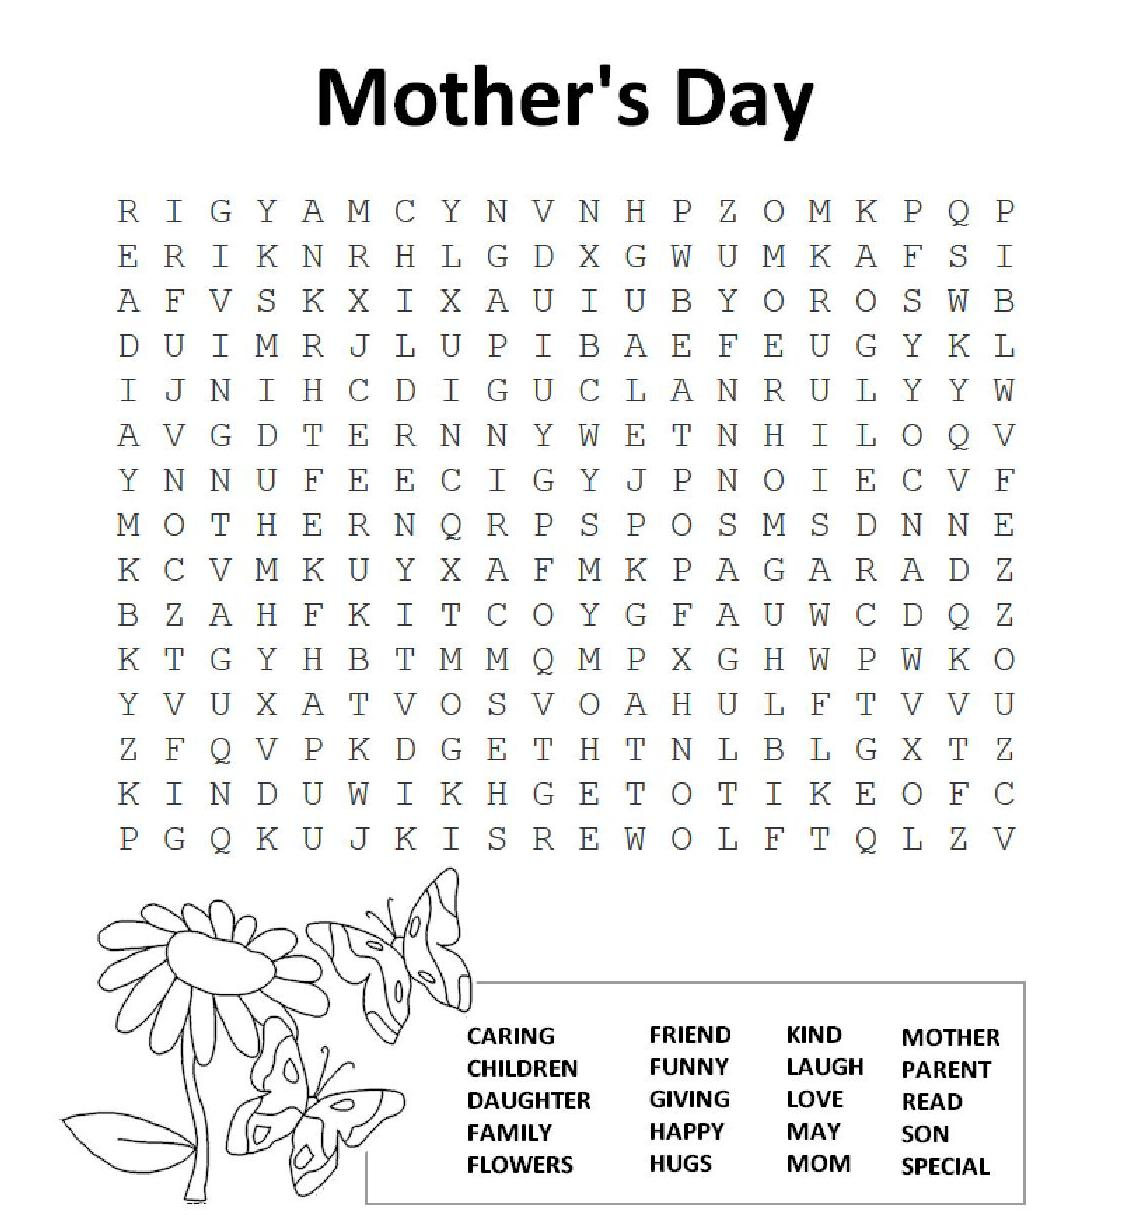 Mother's Day
R I G Y A M C Y N V N H P Z O M K P Q P
E R I K N R H L G D X G W U M K A F S I
A F V S K X I X A U I U B Y O R O S W B
D U I M R J L U P I B A E F E U G Y K L
I J N I H C D I G U C L A N R U L Y Y W
A V G D T E R N N Y W E T N H I L O Q V
Y N N U F E E C I G Y J P N O I E C V F
M O T H E R N Q R P S P O S M S D N N E
K C V M K U Y X A F M K P A G A R A D Z
B Z A H F K I T C O Y G F A U W C D Q Z
K T G Y H B T M M Q M P X G H W P W K O
Y V U X A T V O S V O A H U L F T V V U
Z F Q V P K D G E T H T N L B L G X T Z
K I N D U W I K H G E T O T I K E O F C
P G Q K U J K I S R E W O L F T Q L Z V
CARING FRIEND KIND MOTHER
CHILDREN FUNNY LAUGH PARENT
DAUGHTER GIVING LOVE READ
FAMILY HAPPY MAY SON
FLOWERS HUGS MOM SPECIAL